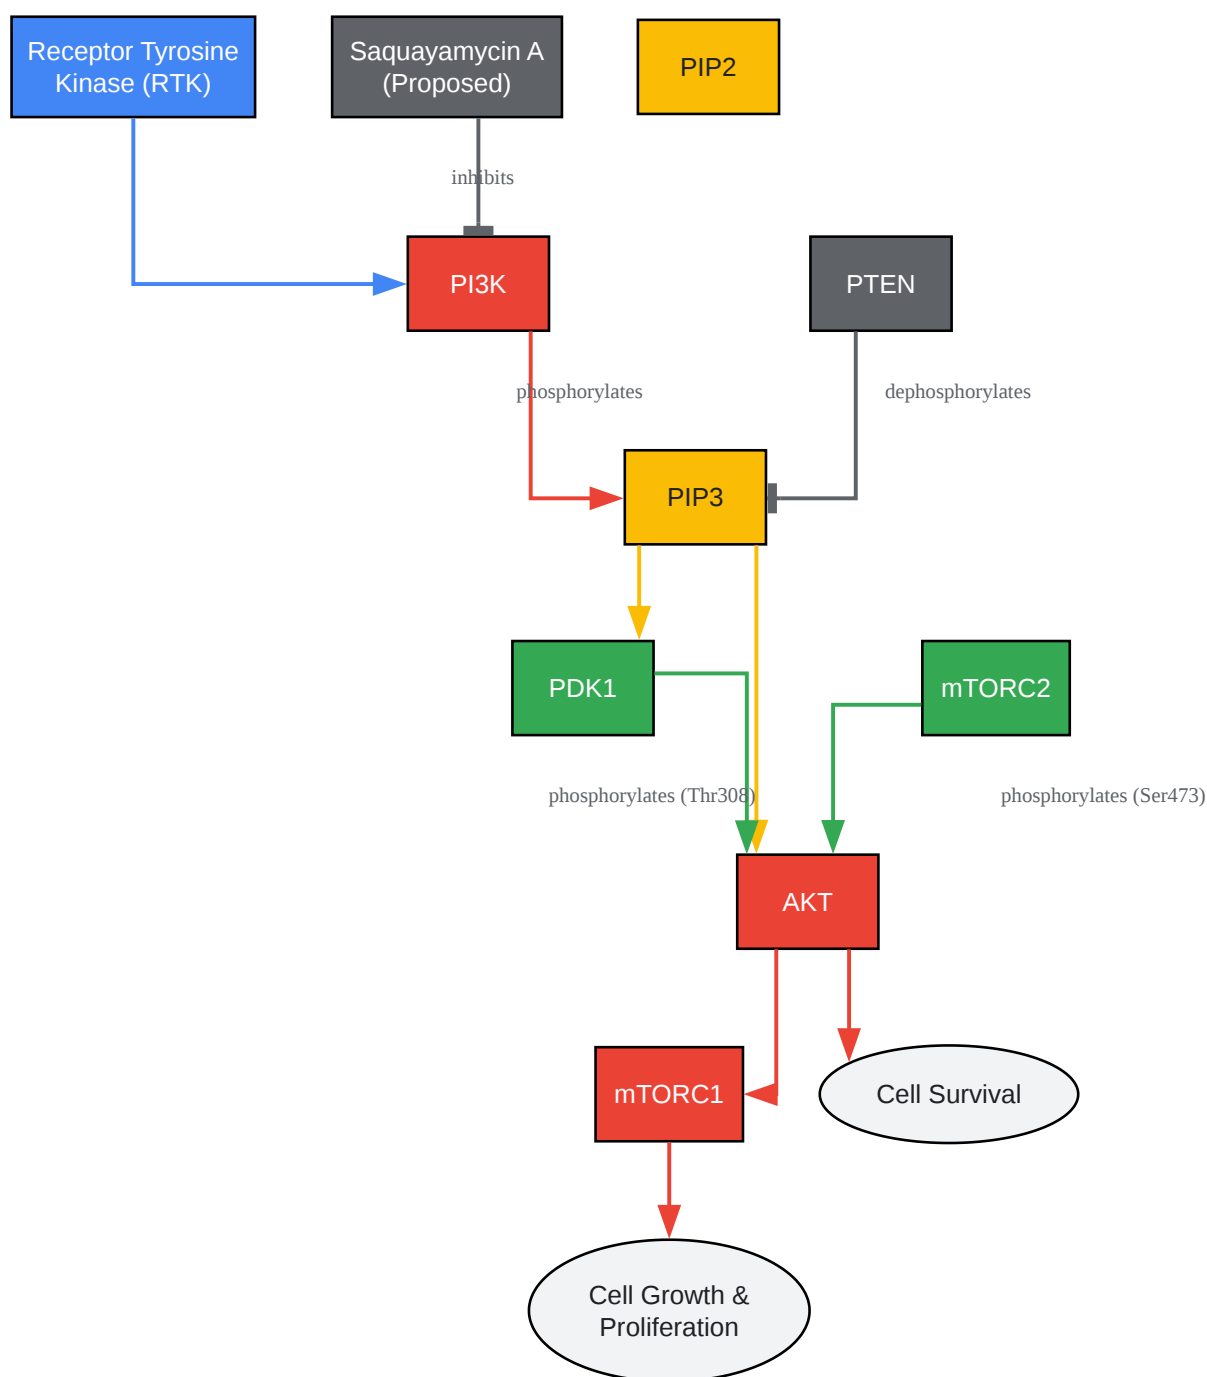 Receptor Tyrosine
Kinase (RTK)
Saquayamycin A
(Proposed)
PIP2
inhibits
PI3K
PTEN
phosphorylates
dephosphorylates
PIP3
PDK1
mTORC2
phosphorylates (Thr308)
phosphorylates (Ser473)
AKT
mTORC1
Cell Survival
Cell Growth &
Proliferation